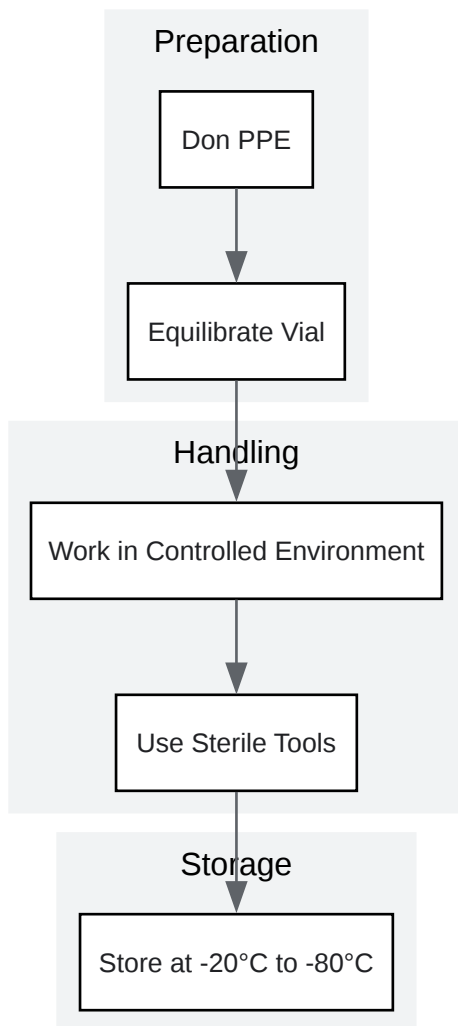 Preparation
Don PPE
Equilibrate Vial
Handling
Work in Controlled Environment
Use Sterile Tools
Storage
Store at -20°C to -80°C